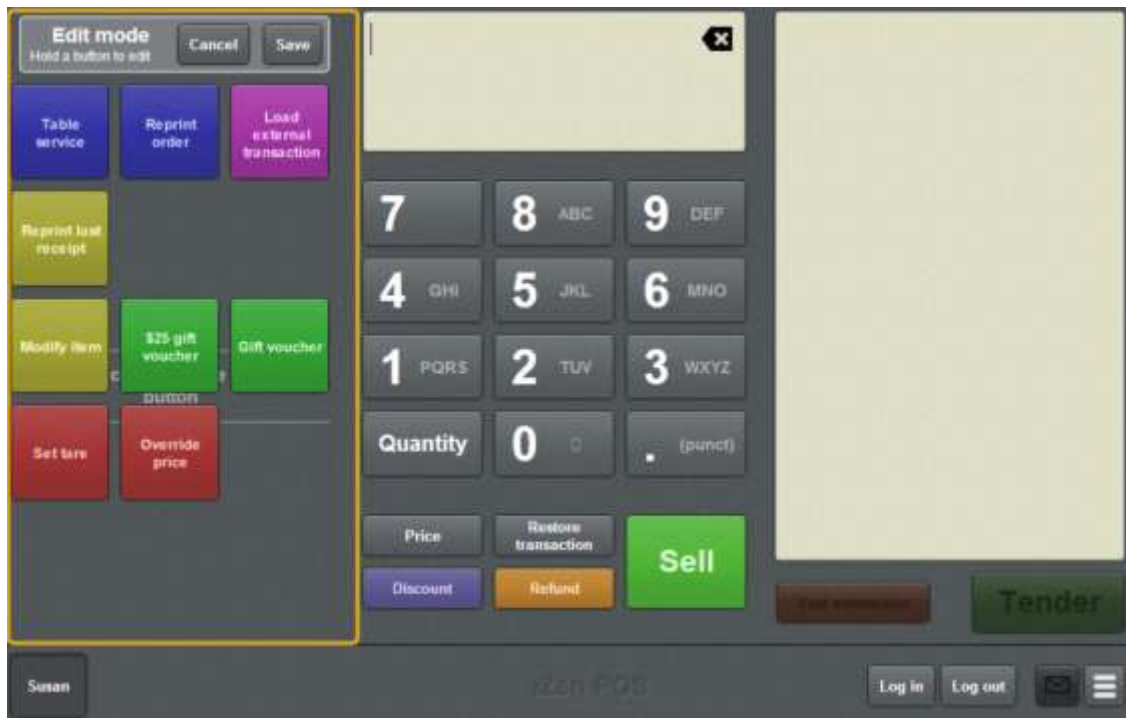 Edit mode
Hold a button to edit
Cancel
Save
Table
service
Reprint
order
Load
external
transaction
Reprint last
receipt
Modify item
$25 gift
voucher
Gift voucher
button
Set tare
Override
price
7
8 ABC
9 DEF
4 GHI
5 JKL
6 MNO
1 PQRS
2 TUV
3 WXYZ
Quantity
0
. (punct)
Price
Restore
transaction
Discount
Refund
Sell
Tender
Susan
Log in
Log out